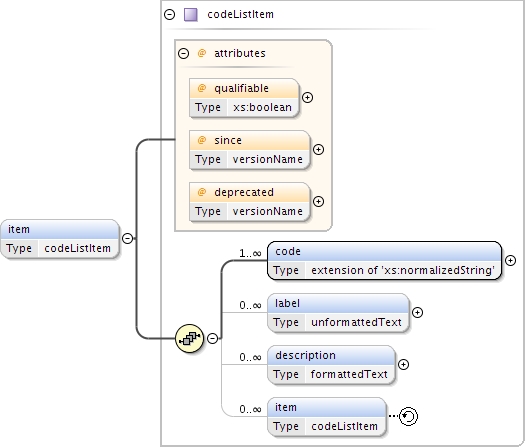 codeListItem
@ attributes
@ qualifiable
Type xs:boolean
@ since
Type versionName
@ deprecated
Type versionName
item
Type codeListItem
1..∞
code
Type extension of 'xs:normalizedString'
0..∞
label
Type unformattedText
0..∞
description
Type formattedText
0..∞
item
Type codeListItem